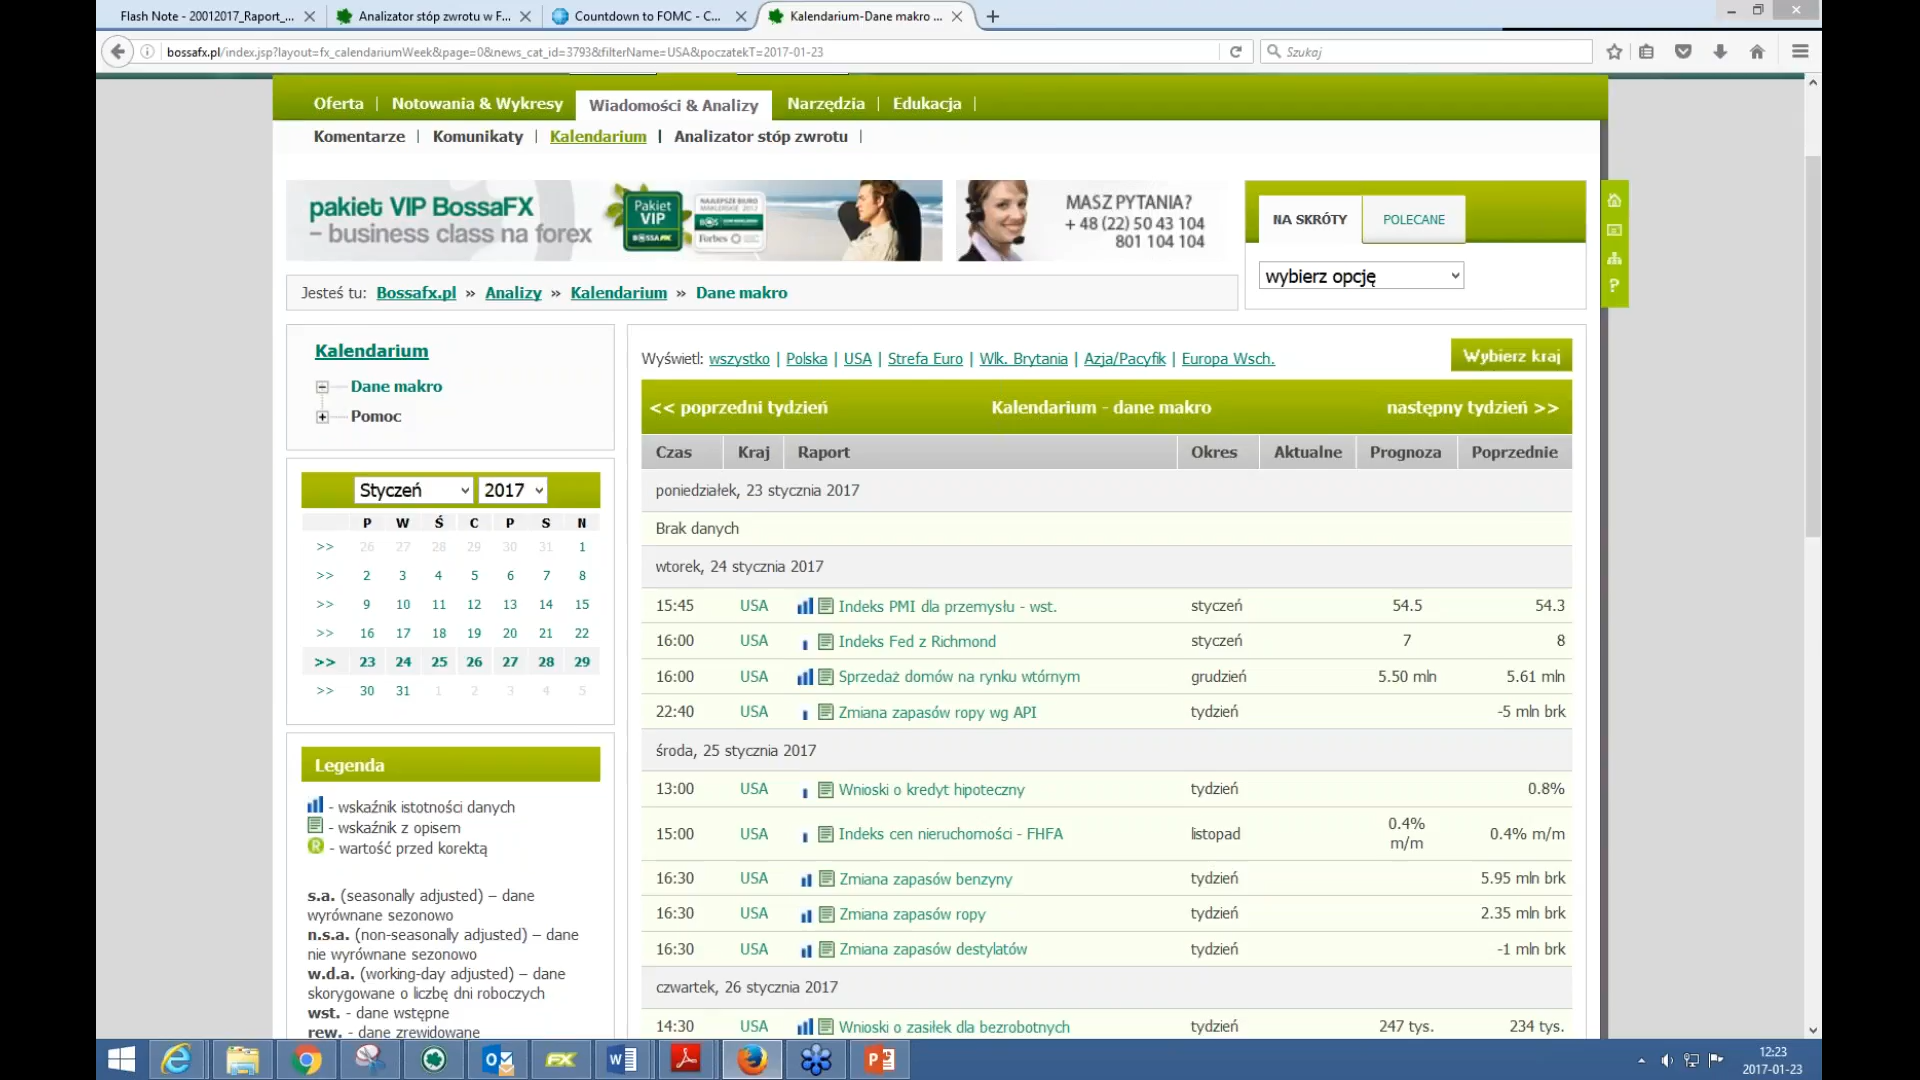 Flash Note - 20012017_Raport_...
Analizator stóp zwrotu w F...
Countdown to FOMC - C...
Kalendarium-Dane makro ...
bossafx.pl/index.jsp?layout=fx_calendariumWeek&page=0&news_cat_id=3793&filterName=USA&poczatekT=2017-01-23
Szukaj
Oferta | Notowania & Wykresy Wiadomości & Analizy Narzędzia | Edukacja |
Komentarze | Komunikaty | Kalendarium | Analizator stóp zwrotu |
pakiet VIP BossaFX
– business class na forex
Pakiet
VIP
BOSSAFX
NAJLEPSZE BIURO
MAKLERSKIE 2012
Forbes
MASZ PYTANIA?
+ 48 (22) 50 43 104
801 104 104
NA SKRÓTY POLECANE
wybierz opcję
Jesteś tu: Bossafx.pl » Analizy » Kalendarium » Dane makro
Kalendarium
Dane makro
Pomoc
Styczeń 2017
P W Ś C P S N
>> 26 27 28 29 30 31 1
>> 2 3 4 5 6 7 8
>> 9 10 11 12 13 14 15
>> 16 17 18 19 20 21 22
>> 23 24 25 26 27 28 29
>> 30 31 1 2 3 4 5
Legenda
- wskaźnik istotności danych
- wskaźnik z opisem
R - wartość przed korektą
s.a. (seasonally adjusted) – dane
wyrównane sezonowo
n.s.a. (non-seasonally adjusted) – dane
nie wyrównane sezonowo
w.d.a. (working-day adjusted) – dane
skorygowane o liczbę dni roboczych
wst. - dane wstępne
rew. - dane zrewidowane
Wyświetl: wszystko | Polska | USA | Strefa Euro | Wlk. Brytania | Azja/Pacyfik | Europa Wsch.
Wybierz kraj
<< poprzedni tydzień Kalendarium - dane makro następny tydzień >>
Czas Kraj Raport Okres Aktualne Prognoza Poprzednie
poniedziałek, 23 stycznia 2017
Brak danych
wtorek, 24 stycznia 2017
15:45 USA Indeks PMI dla przemysłu - wst. styczeń 54.5 54.3
16:00 USA Indeks Fed z Richmond styczeń 7 8
16:00 USA Sprzedaż domów na rynku wtórnym grudzień 5.50 mln 5.61 mln
22:40 USA Zmiana zapasów ropy wg API tydzień -5 mln brk
środa, 25 stycznia 2017
13:00 USA Wnioski o kredyt hipoteczny tydzień 0.8%
15:00 USA Indeks cen nieruchomości - FHFA listopad 0.4% m/m 0.4% m/m
16:30 USA Zmiana zapasów benzyny tydzień 5.95 mln brk
16:30 USA Zmiana zapasów ropy tydzień 2.35 mln brk
16:30 USA Zmiana zapasów destylatów tydzień -1 mln brk
czwartek, 26 stycznia 2017
14:30 USA Wnioski o zasiłek dla bezrobotnych tydzień 247 tys. 234 tys.
12:23
2017-01-23